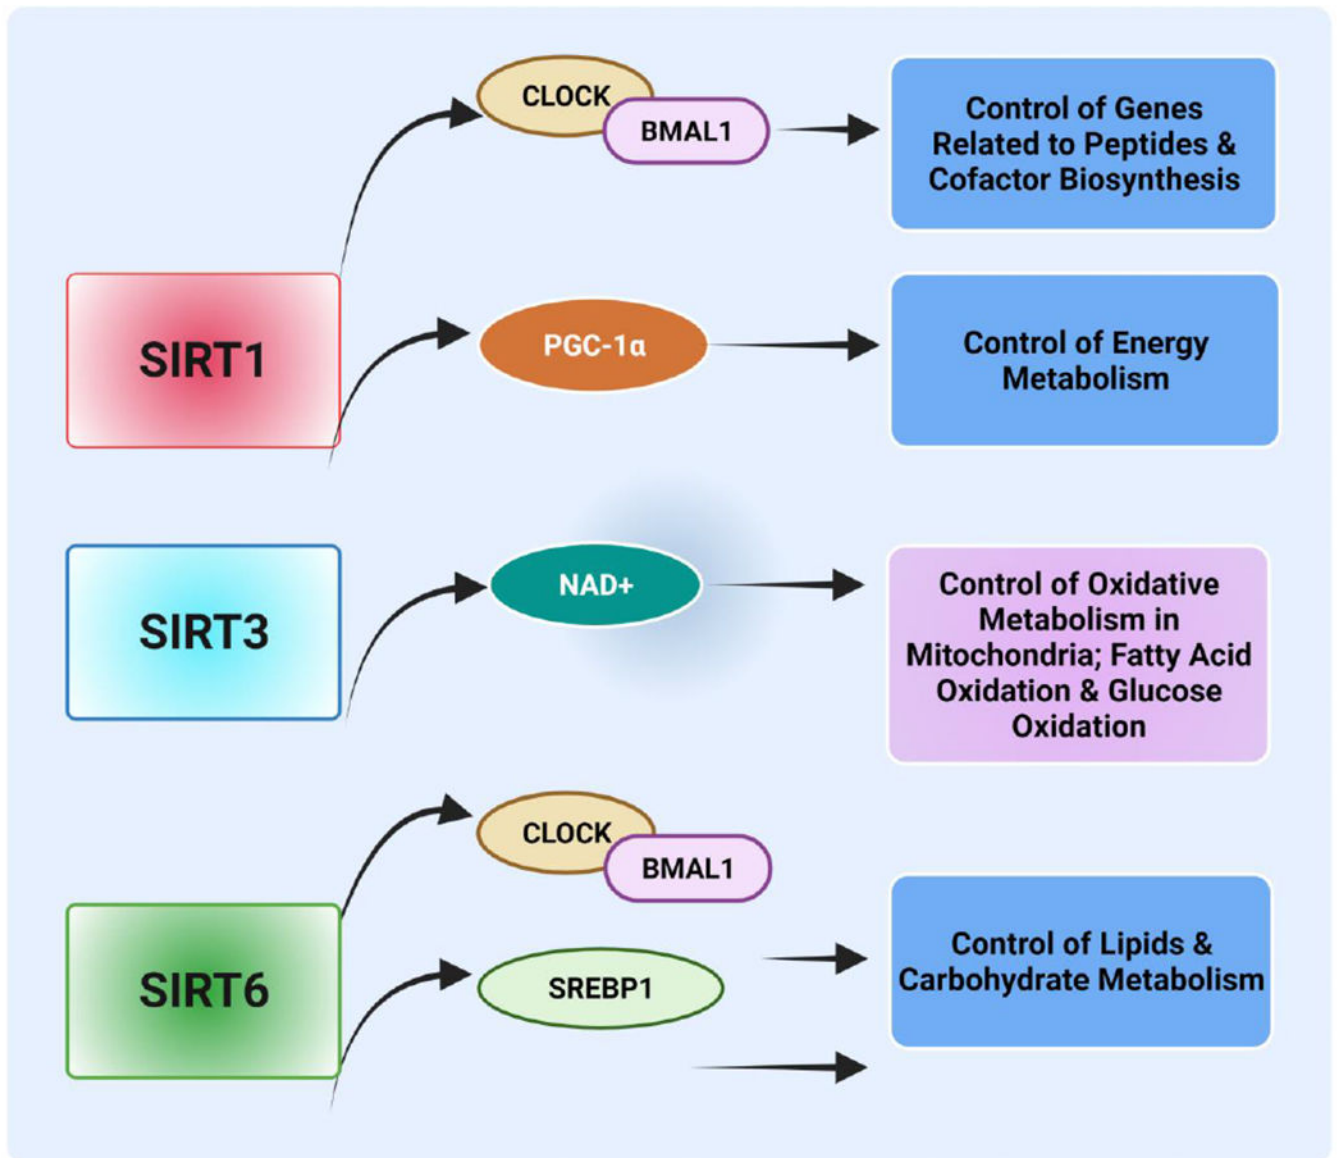 CLOCK
BMAL1
Control of Genes
Related to Peptides &
Cofactor Biosynthesis
SIRT1
PGC-1α
Control of Energy
Metabolism
SIRT3
NAD+
Control of Oxidative
Metabolism in
Mitochondria; Fatty Acid
Oxidation & Glucose
Oxidation
CLOCK
BMAL1
SIRT6
SREBP1
Control of Lipids &
Carbohydrate Metabolism